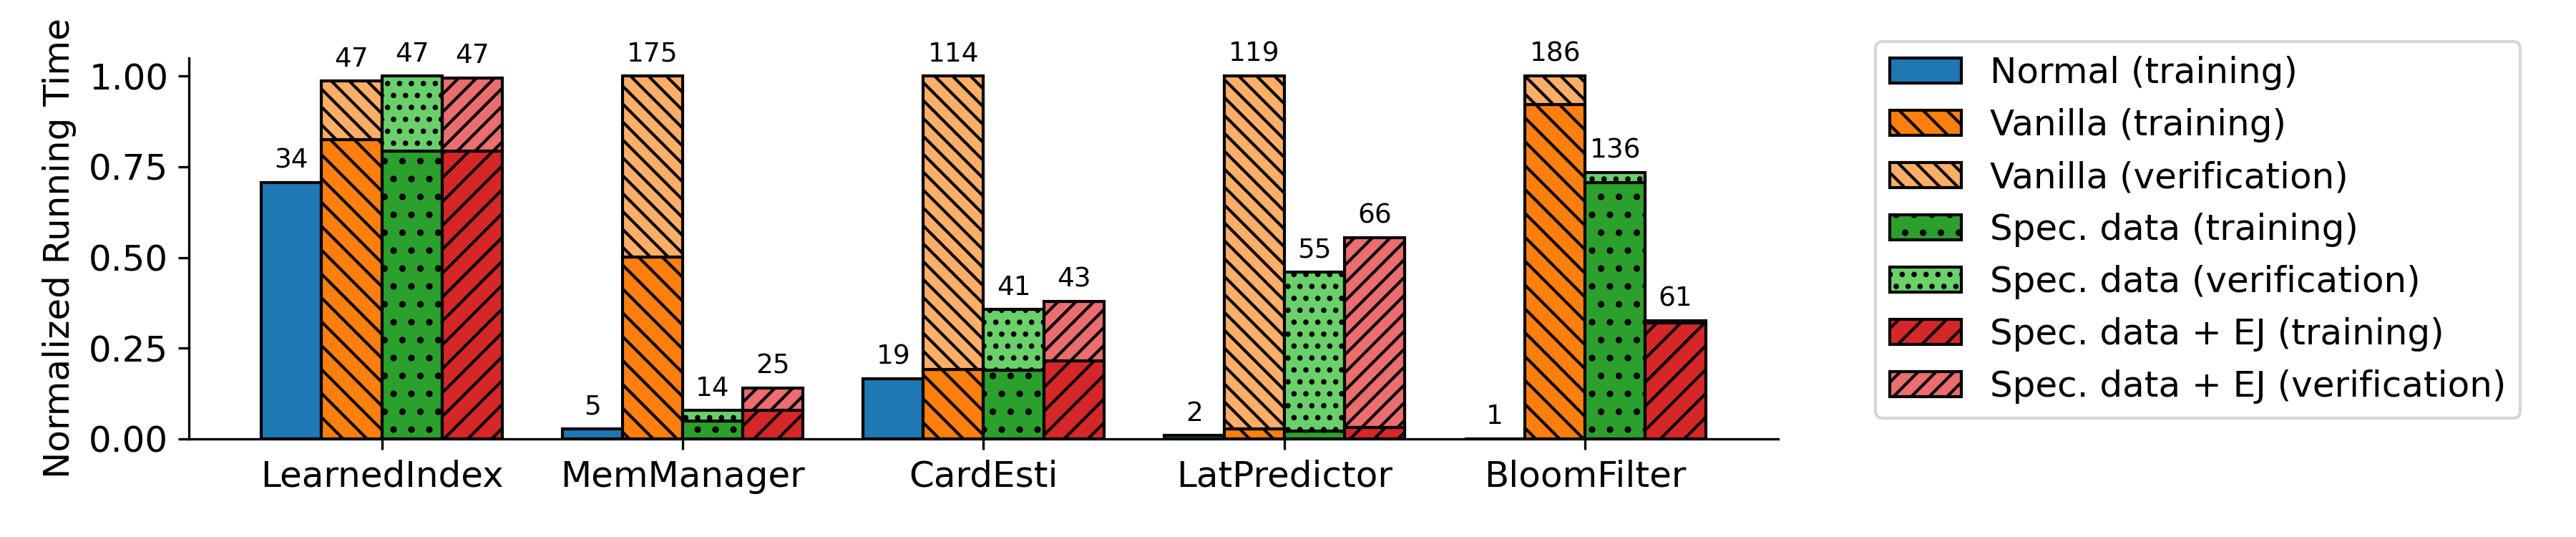 Normalized Running Time
1.00
0.75
0.50
0.25
0.00
34
47
47
47
5
175
14
25
19
114
41
43
2
119
55
66
1
186
136
61
LearnedIndex
MemManager
CardEsti
LatPredictor
BloomFilter
Normal (training)
Vanilla (training)
Vanilla (verification)
Spec. data (training)
Spec. data (verification)
Spec. data + EJ (training)
Spec. data + EJ (verification)